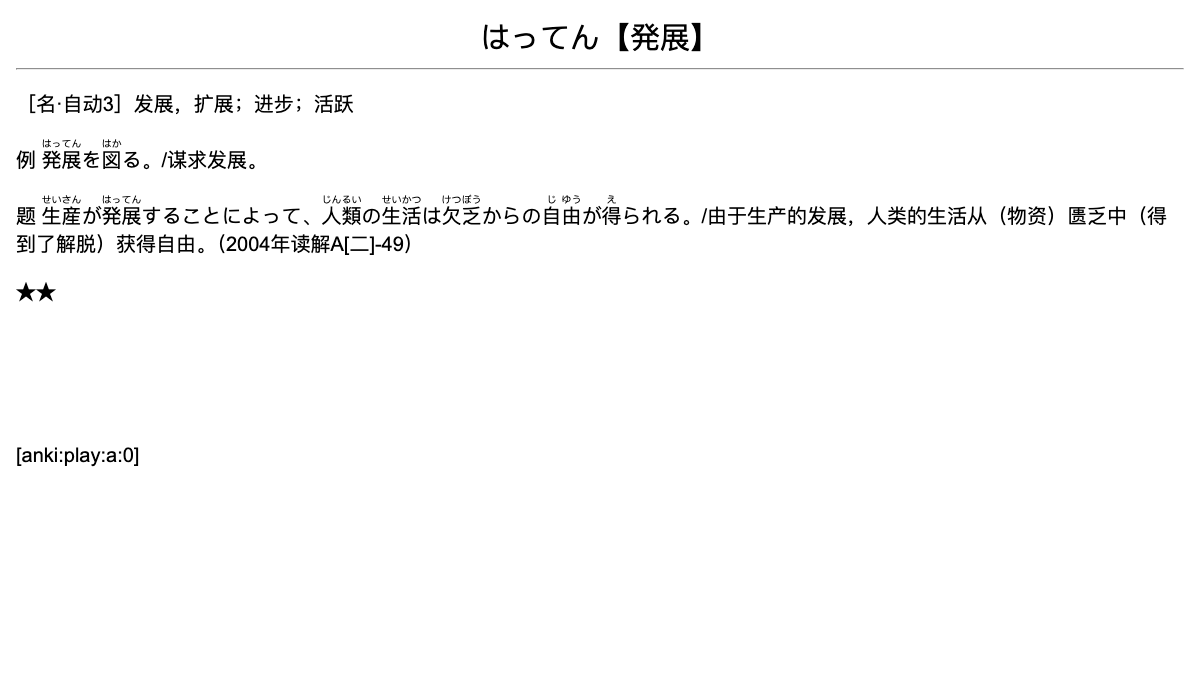 はってん【発展】
［名·自动3］发展，扩展；进步；活跃
はってん はか
例 発展を図る。/谋求发展。
せいさん はってん じんるい せいかつ けつぼう じ ゆう え
题 生産が発展することによって、人類の生活は欠乏からの自由が得られる。/由于生产的发展，人类的生活从（物资）匮乏中（得
到了解脱）获得自由。（2004年读解A[二]-49）
★★
[anki:play:a:0]